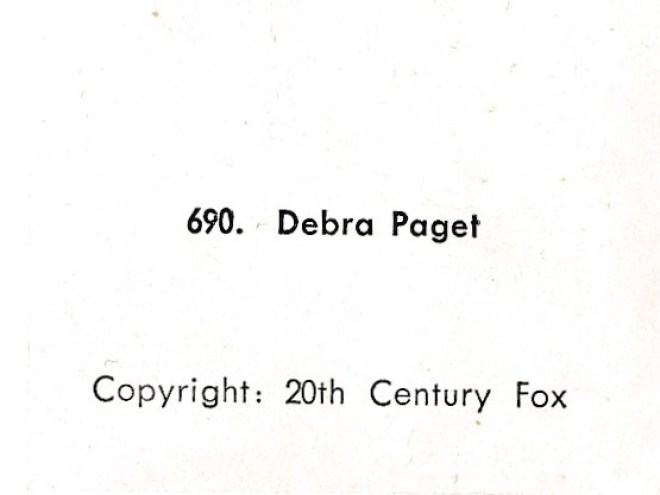 690. Debra Paget
Copyright: 20th Century Fox